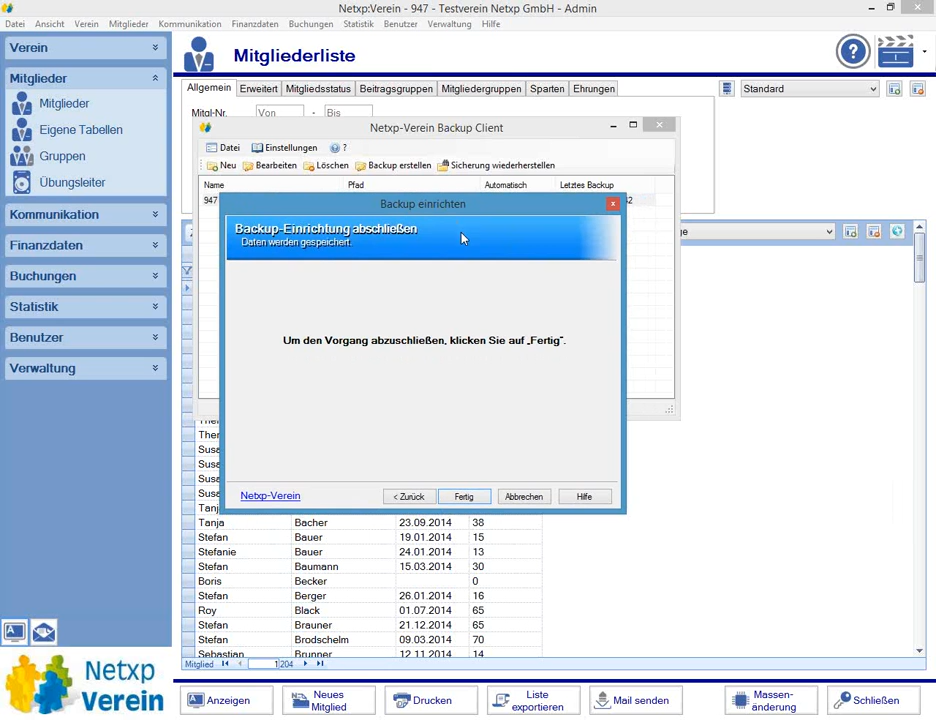 Netxp:Verein - 947 - Testverein Netxp GmbH - Admin
Datei Ansicht Verein Mitglieder Kommunikation Finanzdaten Buchungen Statistik Benutzer Verwaltung Hilfe
Verein
Mitglieder
Mitglieder
Eigene Tabellen
Gruppen
Übungsleiter
Kommunikation
Finanzdaten
Buchungen
Statistik
Benutzer
Verwaltung
Netxp
Verein
Mitgliederliste
Allgemein Erweitert Mitgliedsstatus Beitragsgruppen Mitgliedergruppen Sparten Ehrungen
Standard
Mitgl-Nr. Von - Bis
Netxp-Verein Backup Client
Datei Einstellungen ?
Neu Bearbeiten Löschen Backup erstellen Sicherung wiederherstellen
Name Pfad Automatisch Letztes Backup
947
Backup einrichten
Backup-Einrichtung abschließen
Daten werden gespeichert.
Um den Vorgang abzuschließen, klicken Sie auf „Fertig“.
Netxp-Verein
< Zurück Fertig Abbrechen Hilfe
Tanja Bacher 23.09.2014 38
Stefan Bauer 19.01.2014 15
Stefanie Bauer 24.01.2014 13
Stefan Baumann 15.03.2014 30
Boris Becker 0
Stefan Berger 26.01.2014 16
Roy Black 01.07.2014 65
Stefan Brauner 21.12.2014 65
Stefan Brodschelm 09.03.2014 70
Sebastian Brunner 12.11.2014 14
Mitglied 1 204
Anzeigen
Neues Mitglied
Drucken
Liste exportieren
Mail senden
Massen-änderung
Schließen